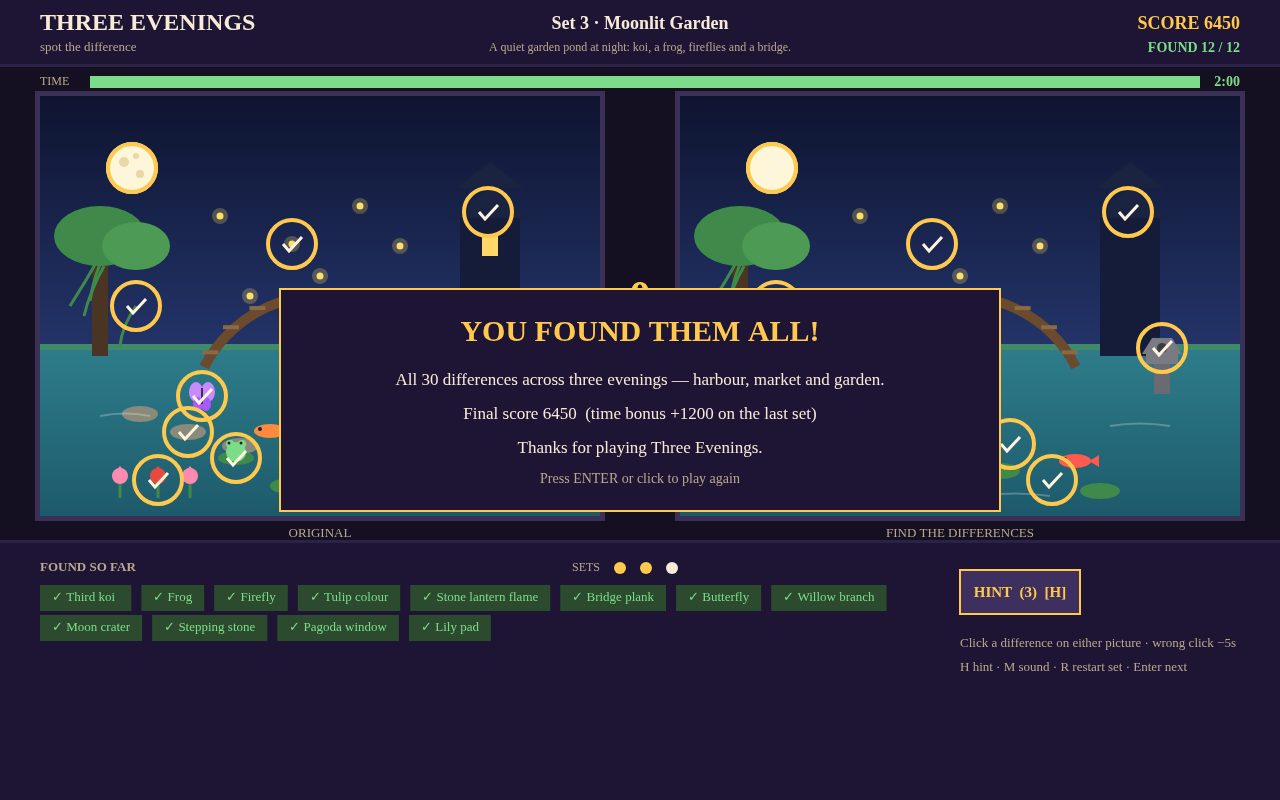 THREE EVENINGS
spot the difference
Set 3 · Moonlit Garden
A quiet garden pond at night: koi, a frog, fireflies and a bridge.
SCORE 6450
FOUND 12 / 12
TIME
2:00
YOU FOUND THEM ALL!
All 30 differences across three evenings — harbour, market and garden.
Final score 6450 (time bonus +1200 on the last set)
Thanks for playing Three Evenings.
Press ENTER or click to play again
ORIGINAL
FIND THE DIFFERENCES
FOUND SO FAR
SETS
✓ Third koi
✓ Frog
✓ Firefly
✓ Tulip colour
✓ Stone lantern flame
✓ Bridge plank
✓ Butterfly
✓ Willow branch
✓ Moon crater
✓ Stepping stone
✓ Pagoda window
✓ Lily pad
HINT (3) [H]
Click a difference on either picture · wrong click −5s
H hint · M sound · R restart set · Enter next